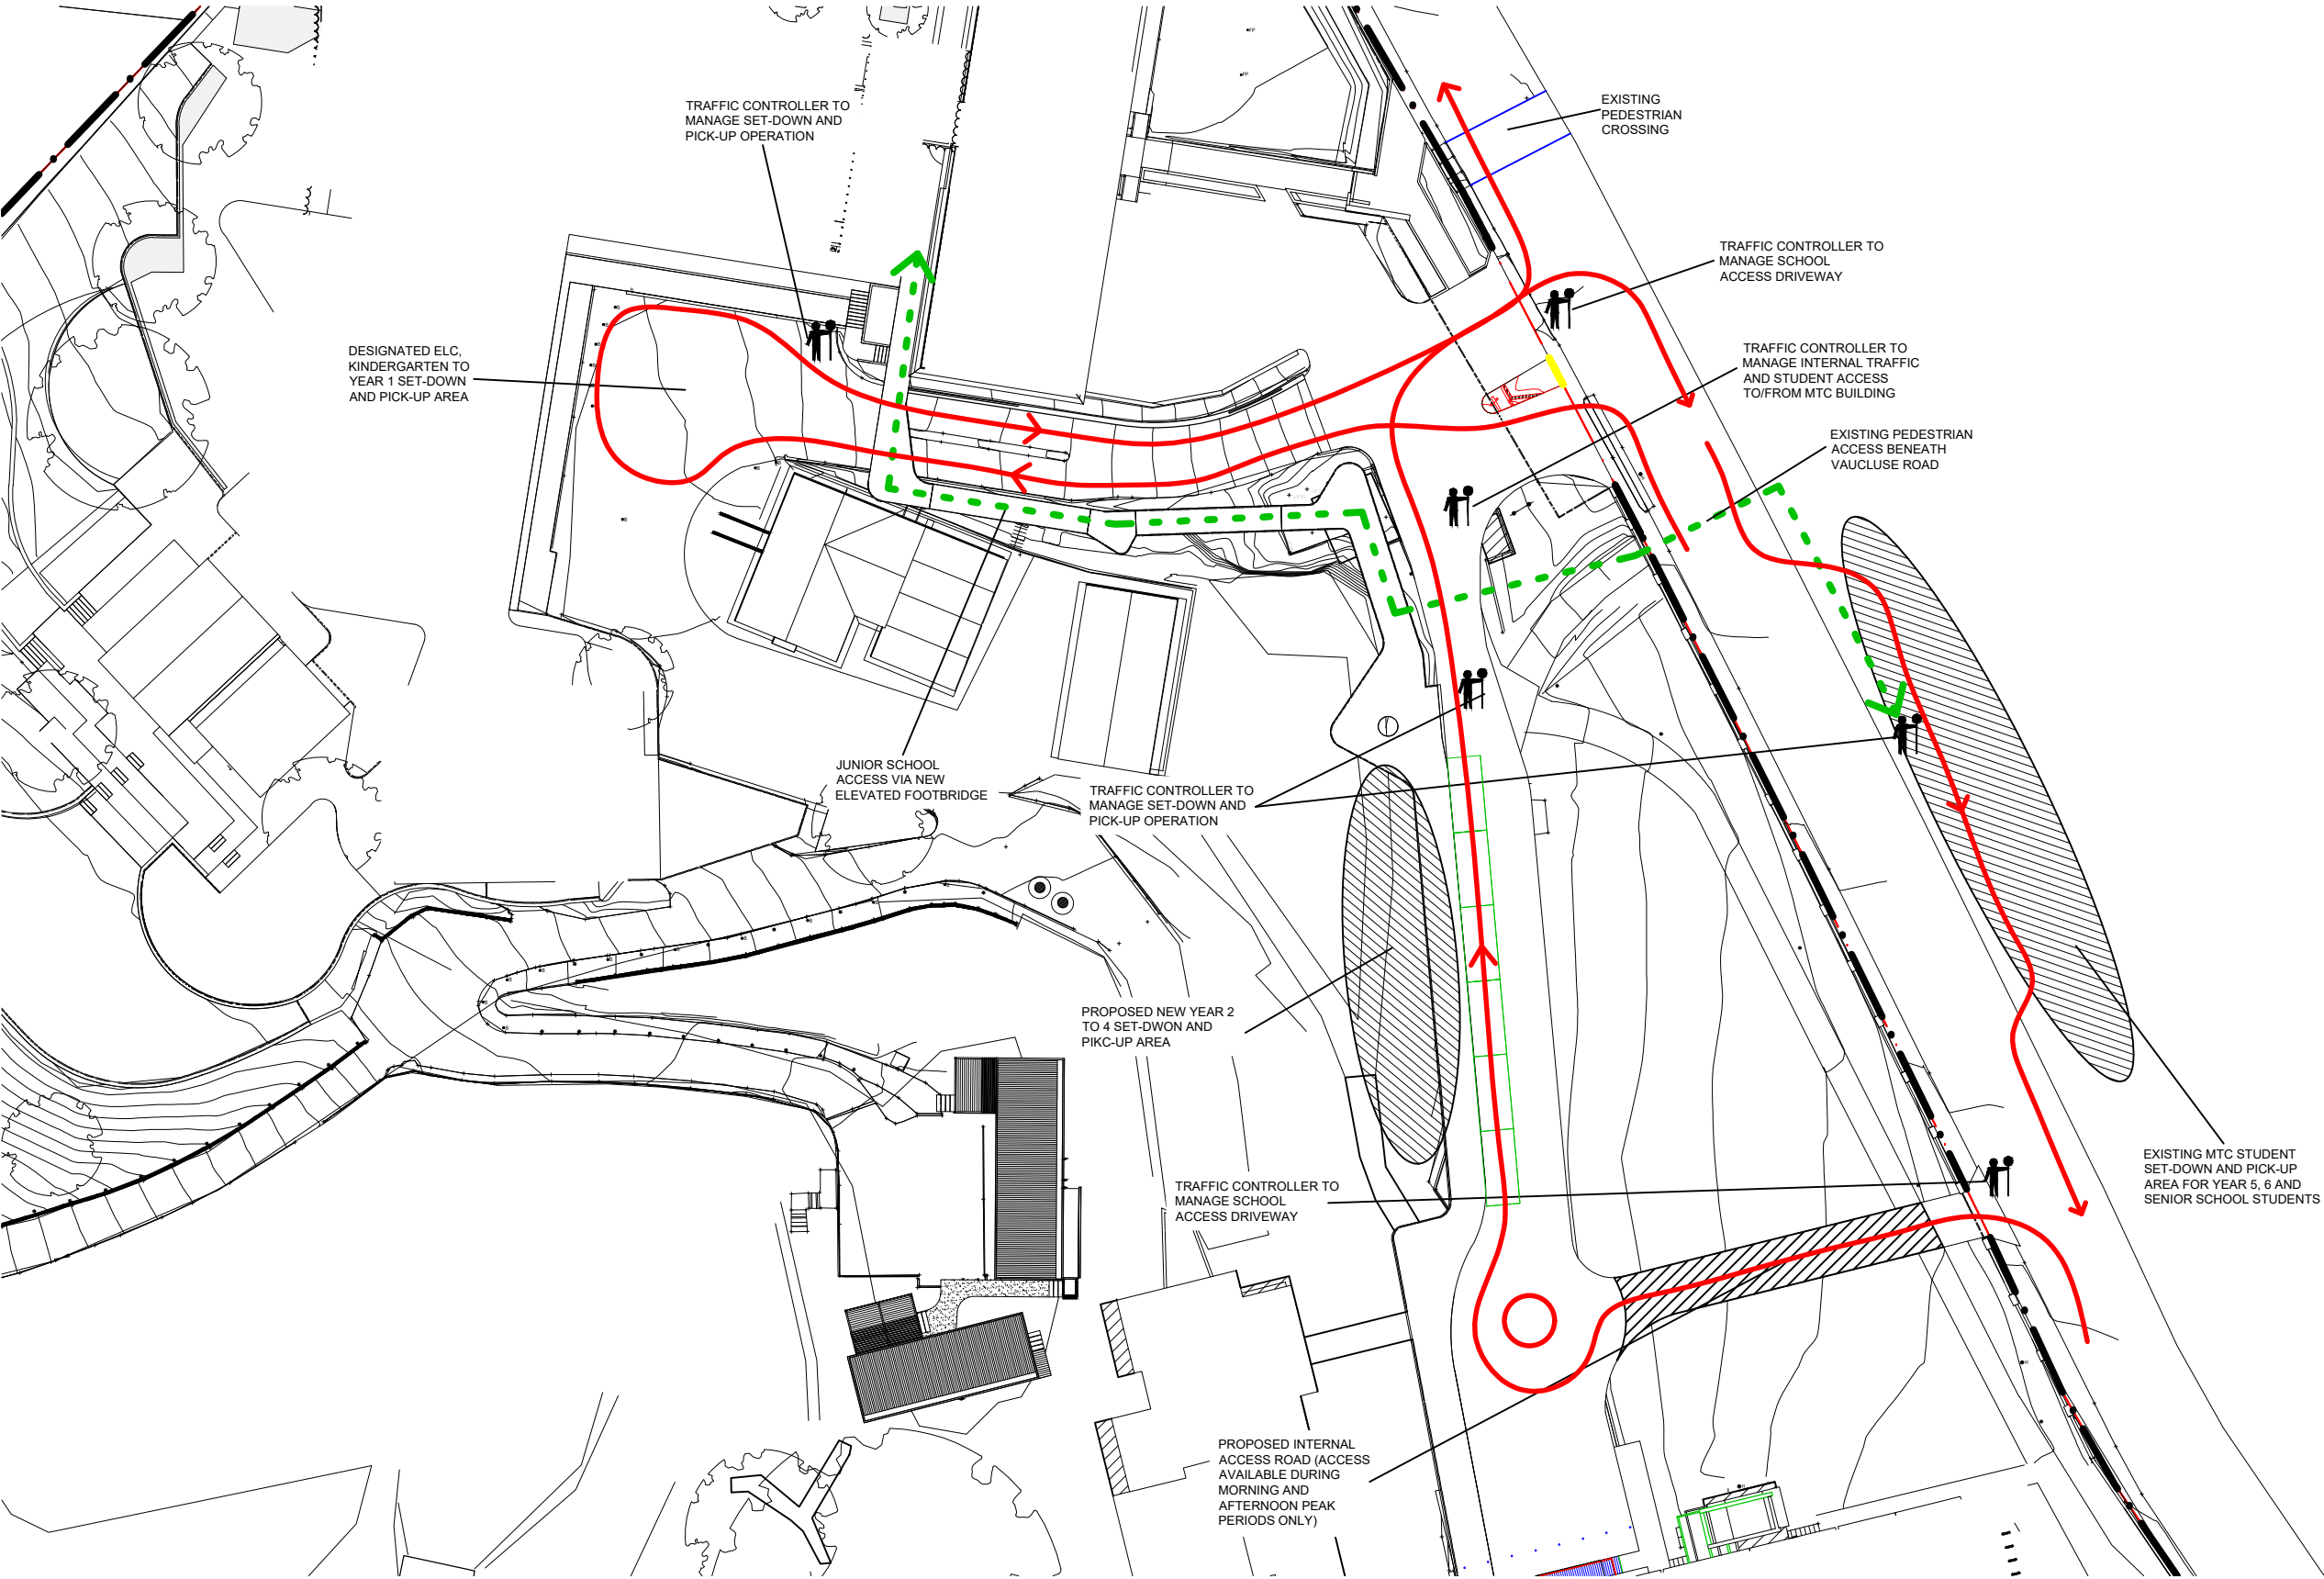 TRAFFIC CONTROLLER TO
MANAGE SET-DOWN AND
PICK-UP OPERATION
EXISTING
PEDESTRIAN
CROSSING
TRAFFIC CONTROLLER TO
MANAGE SCHOOL
ACCESS DRIVEWAY
DESIGNATED ELC,
KINDERGARTEN TO
YEAR 1 SET-DOWN
AND PICK-UP AREA
TRAFFIC CONTROLLER TO
MANAGE INTERNAL TRAFFIC
AND STUDENT ACCESS
TO/FROM MTC BUILDING
EXISTING PEDESTRIAN
ACCESS BENEATH
VAUCLUSE ROAD
JUNIOR SCHOOL
ACCESS VIA NEW
ELEVATED FOOTBRIDGE
TRAFFIC CONTROLLER TO
MANAGE SET-DOWN AND
PICK-UP OPERATION
PROPOSED NEW YEAR 2
TO 4 SET-DWON AND
PIKC-UP AREA
TRAFFIC CONTROLLER TO
MANAGE SCHOOL
ACCESS DRIVEWAY
EXISTING MTC STUDENT
SET-DOWN AND PICK-UP
AREA FOR YEAR 5, 6 AND
SENIOR SCHOOL STUDENTS
PROPOSED INTERNAL
ACCESS ROAD (ACCESS
AVAILABLE DURING
MORNING AND
AFTERNOON PEAK
PERIODS ONLY)